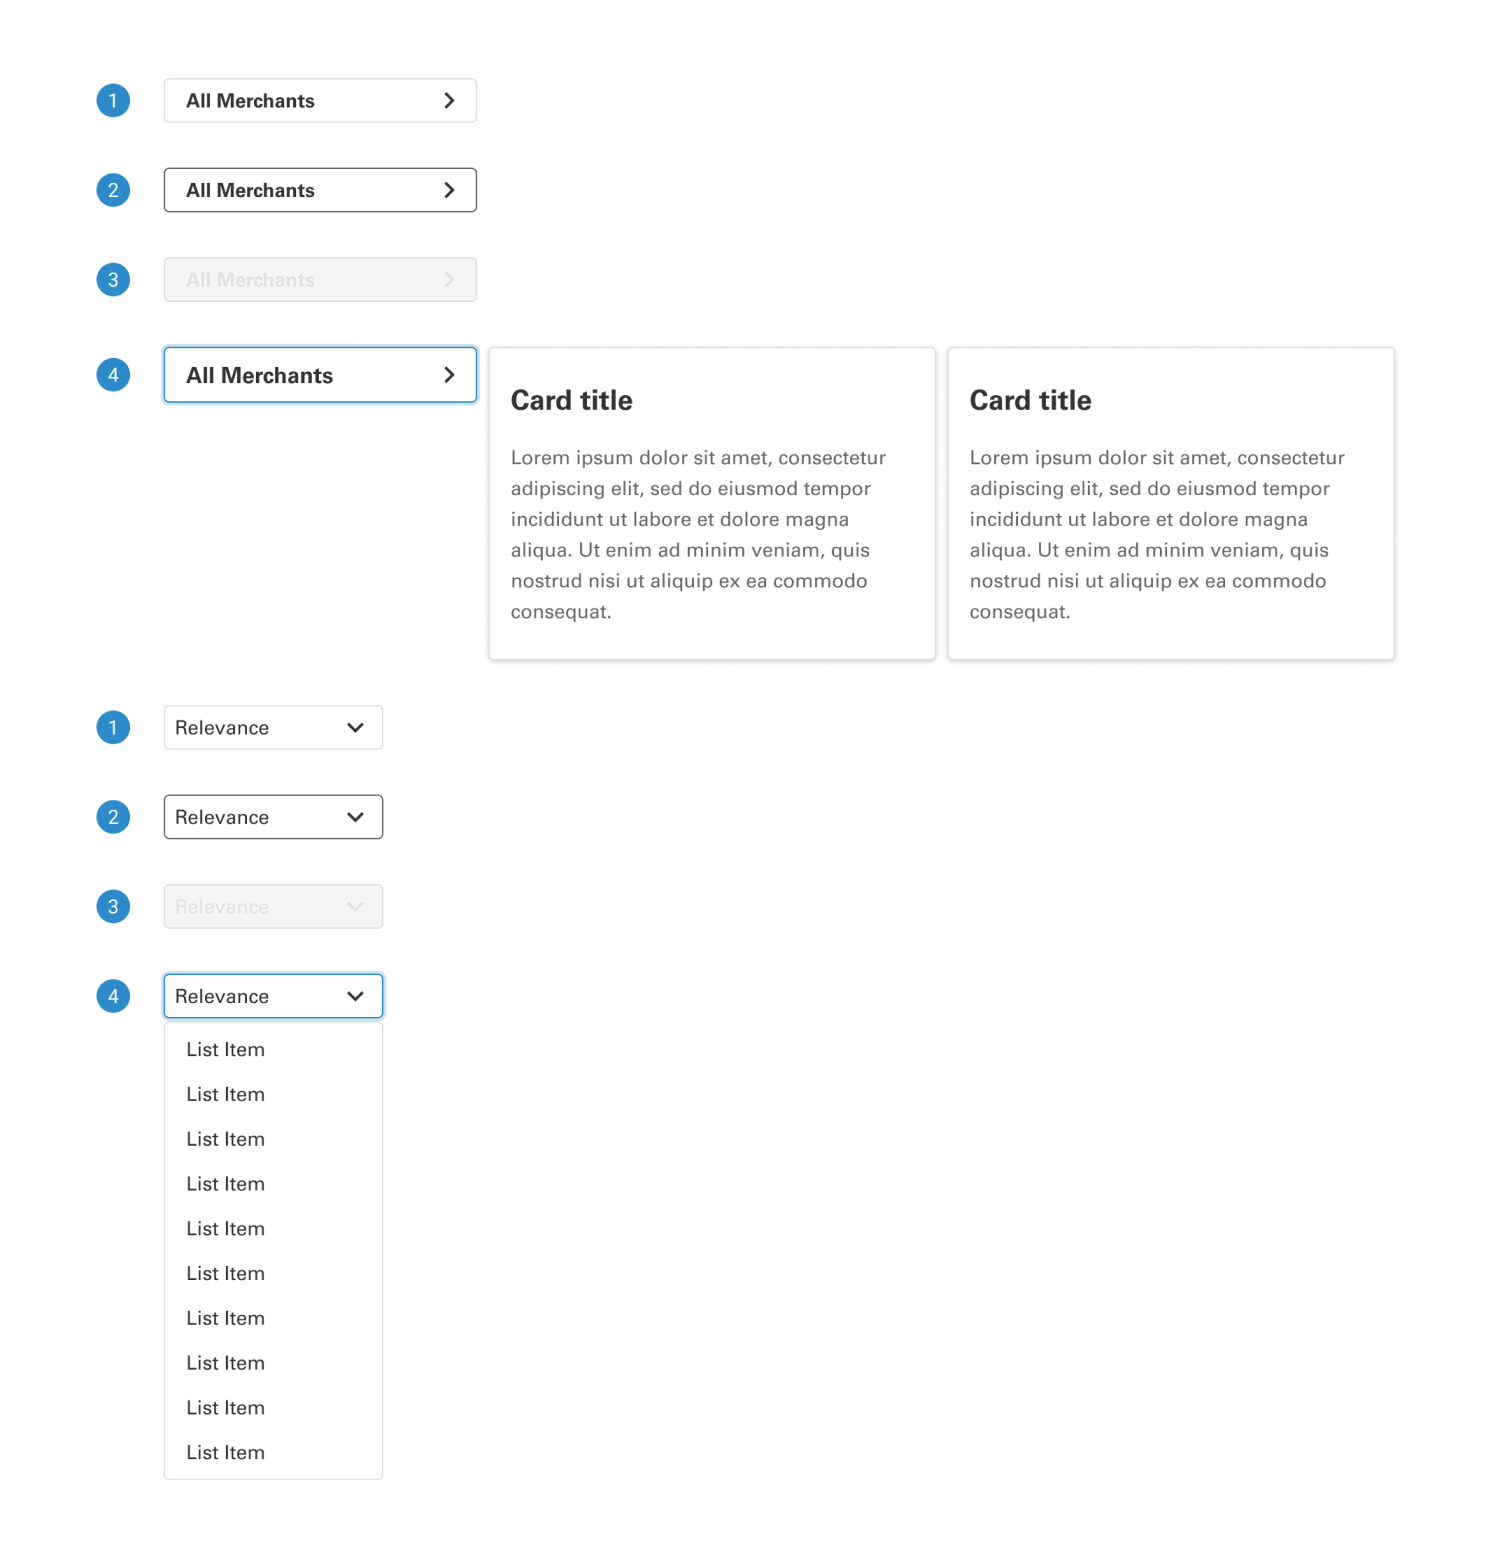 1
All Merchants
2
All Merchants
3
All Merchants
4
All Merchants
Card title
Lorem ipsum dolor sit amet, consectetur
adipiscing elit, sed do eiusmod tempor
incididunt ut labore et dolore magna
aliqua. Ut enim ad minim veniam, quis
nostrud nisi ut aliquip ex ea commodo
consequat.
Card title
Lorem ipsum dolor sit amet, consectetur
adipiscing elit, sed do eiusmod tempor
incididunt ut labore et dolore magna
aliqua. Ut enim ad minim veniam, quis
nostrud nisi ut aliquip ex ea commodo
consequat.
1
Relevance
2
Relevance
3
Relevance
4
Relevance
List Item
List Item
List Item
List Item
List Item
List Item
List Item
List Item
List Item
List Item